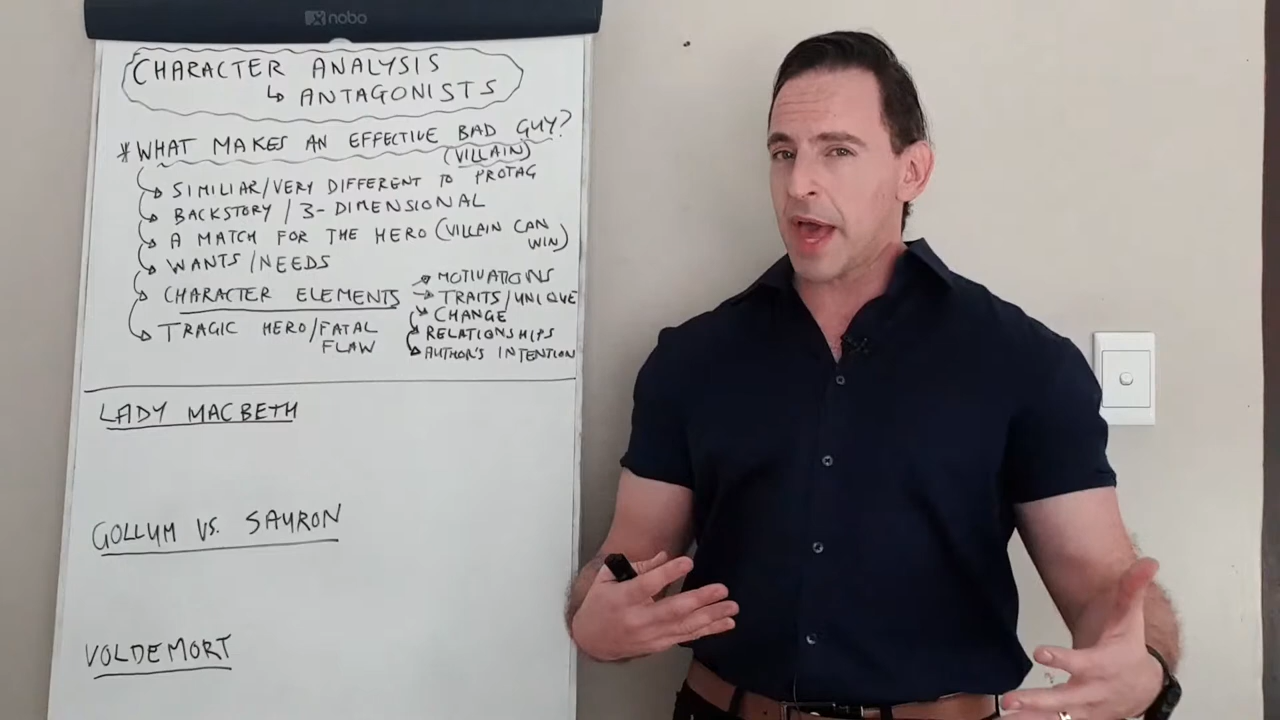 nobo
CHARACTER ANALYSIS
↳ ANTAGONISTS
* WHAT MAKES AN EFFECTIVE BAD GUY?
(VILLAIN)
SIMILIAR/VERY DIFFERENT TO PROTAG
BACKSTORY / 3-DIMENSIONAL
A MATCH FOR THE HERO (VILLAIN CAN
WIN)
WANTS/NEEDS
CHARACTER ELEMENTS
→ MOTIVATIONS
→ TRAITS/UNIQUE
CHANGE
RELATIONSHIPS
AUTHOR'S INTENTION
TRAGIC HERO/FATAL
FLAW
LADY MACBETH
GOLLUM VS. SAURON
VOLDEMORT